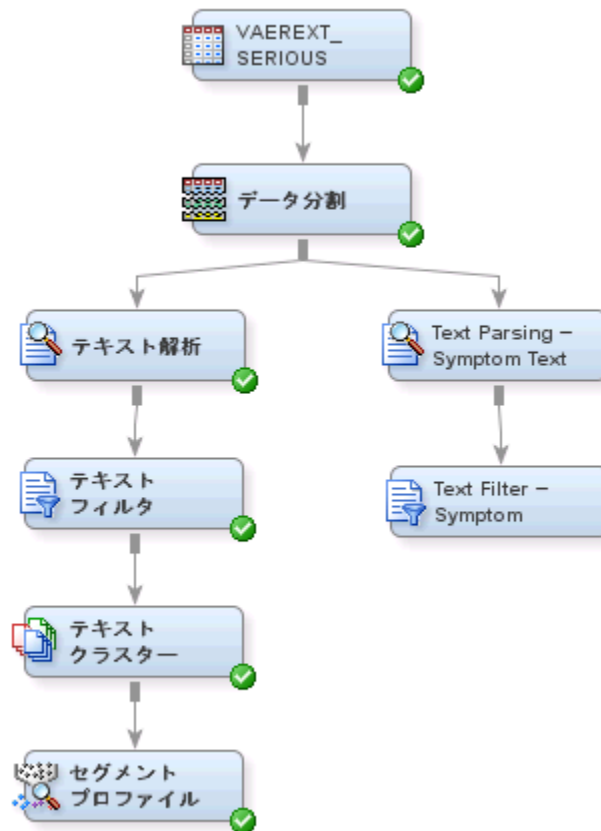 VAEREXT_
SERIOUS
データ分割
テキスト解析
Text Parsing –
Symptom Text
テキスト
フィルタ
Text Filter –
Symptom
テキスト
クラスター
セグメント
プロファイル